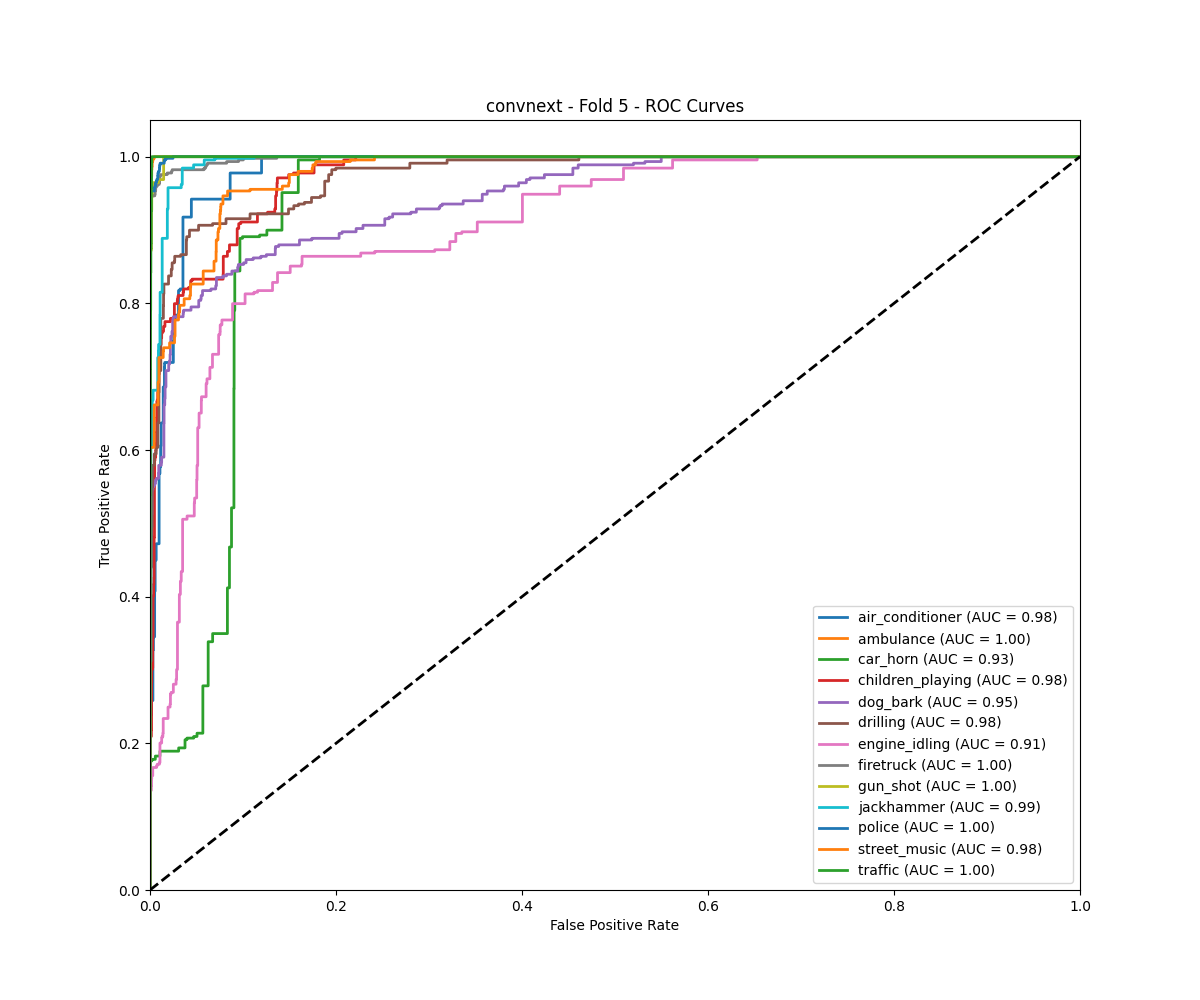 convnext - Fold 5 - ROC Curves
True Positive Rate
1.0
0.8
0.6
0.4
0.2
0.0
0.0 0.2 0.4 0.6 0.8 1.0
False Positive Rate
air_conditioner (AUC = 0.98)
ambulance (AUC = 1.00)
car_horn (AUC = 0.93)
children_playing (AUC = 0.98)
dog_bark (AUC = 0.95)
drilling (AUC = 0.98)
engine_idling (AUC = 0.91)
firetruck (AUC = 1.00)
gun_shot (AUC = 1.00)
jackhammer (AUC = 0.99)
police (AUC = 1.00)
street_music (AUC = 0.98)
traffic (AUC = 1.00)